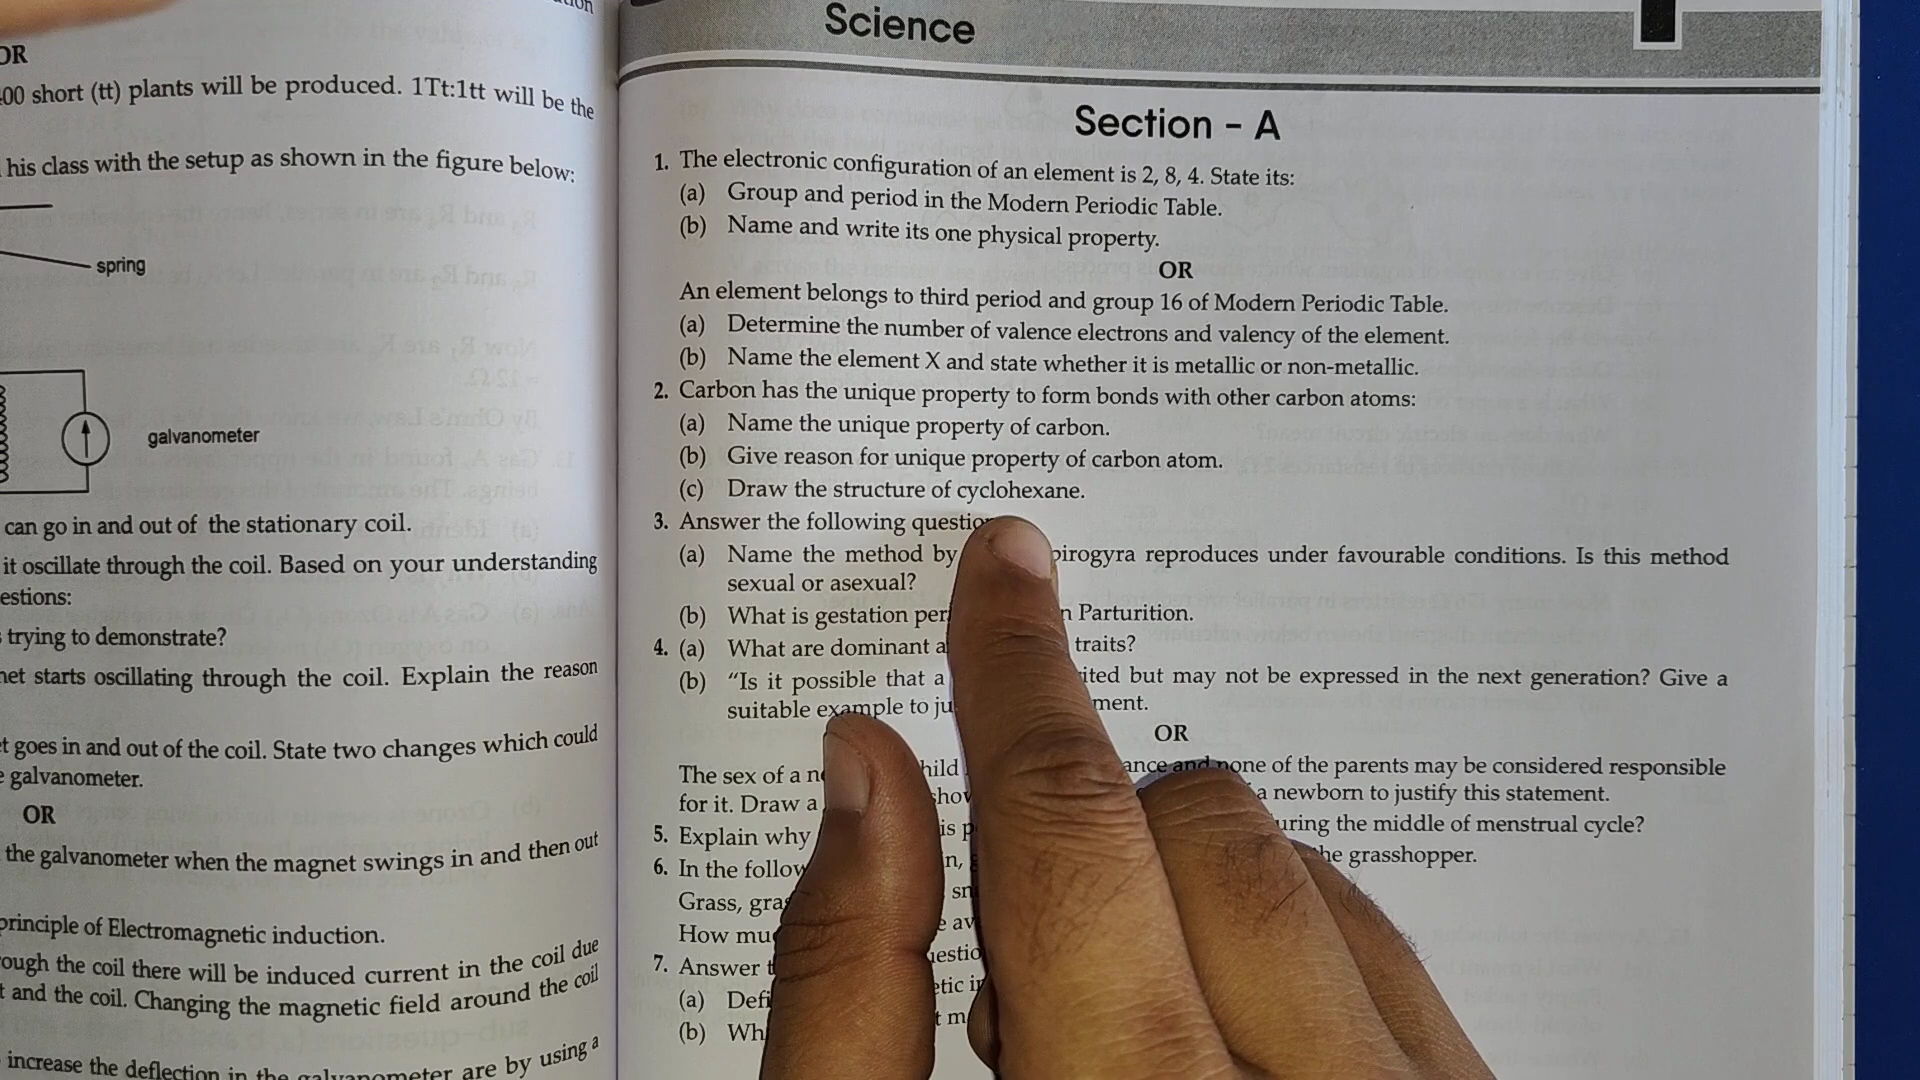 OR
00 short (tt) plants will be produced. 1Tt:1tt will be the
his class with the setup as shown in the figure below:
spring
galvanometer
can go in and out of the stationary coil.
it oscillate through the coil. Based on your understanding
estions:
trying to demonstrate?
net starts oscillating through the coil. Explain the reason
et goes in and out of the coil. State two changes which could
galvanometer.
OR
the galvanometer when the magnet swings in and then out
principle of Electromagnetic induction.
rough the coil there will be induced current in the coil due
t and the coil. Changing the magnetic field around the coil
increase the deflection in the galvanometer are by using a
Science
Section - A
1. The electronic configuration of an element is 2, 8, 4. State its:
(a) Group and period in the Modern Periodic Table.
(b) Name and write its one physical property.
OR
An element belongs to third period and group 16 of Modern Periodic Table.
(a) Determine the number of valence electrons and valency of the element.
(b) Name the element X and state whether it is metallic or non-metallic.
2. Carbon has the unique property to form bonds with other carbon atoms:
(a) Name the unique property of carbon.
(b) Give reason for unique property of carbon atom.
(c) Draw the structure of cyclohexane.
3. Answer the following questio
(a) Name the method by pirogyra reproduces under favourable conditions. Is this method
sexual or asexual?
(b) What is gestation per n Parturition.
4. (a) What are dominant a traits?
(b) “Is it possible that a ited but may not be expressed in the next generation? Give a
suitable example to ju ment.
OR
The sex of a n hild ance and none of the parents may be considered responsible
for it. Draw a show a newborn to justify this statement.
5. Explain why is p uring the middle of menstrual cycle?
6. In the follow n, he grasshopper.
Grass, gras sn
How muc e av
7. Answer t uestio
(a) Defi etic in
(b) Wh t m